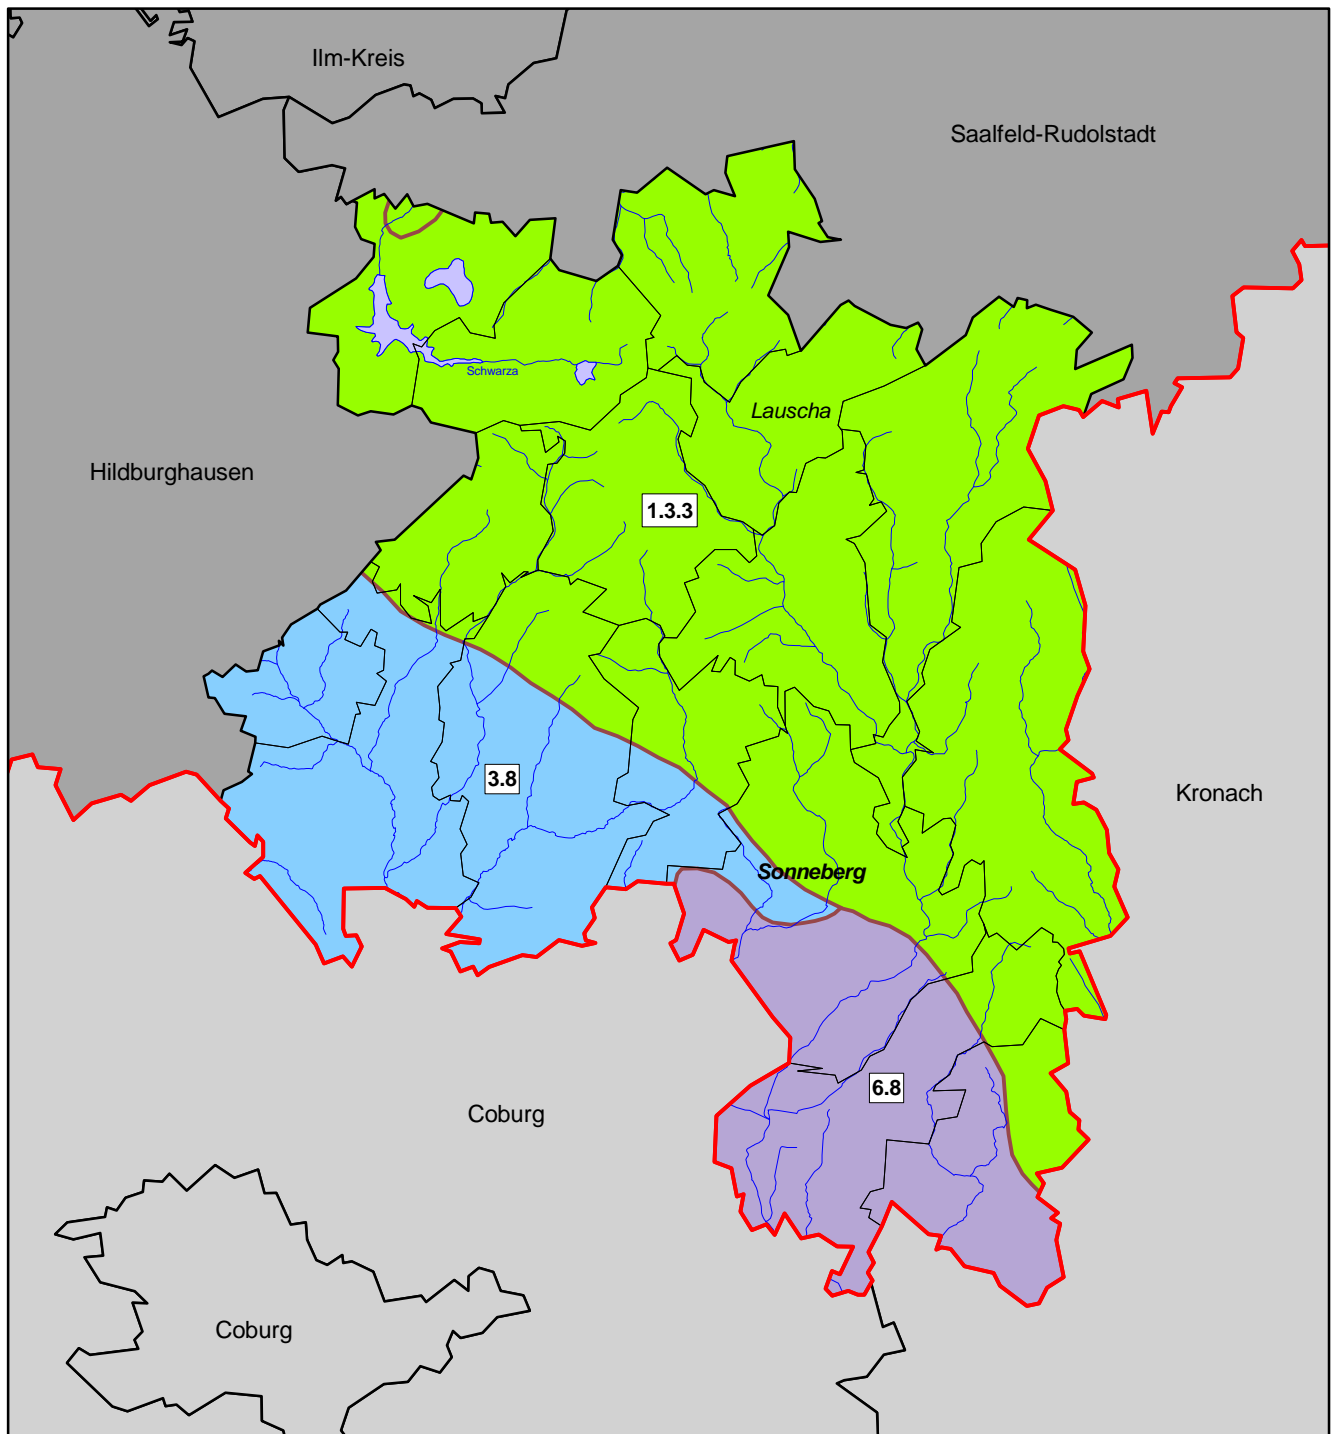 Ilm-Kreis
Saalfeld-Rudolstadt
Schwarza
Lauscha
Hildburghausen
1.3.3
3.8
Kronach
Sonneberg
6.8
Coburg
Coburg